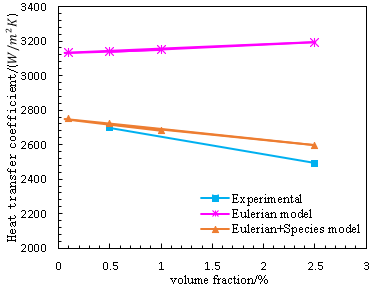 Heat transfer coefficient/(W/m²K)
3400
3200
3000
2800
2600
2400
2200
2000
Experimental
Eulerian model
Eulerian+Species model
0 0.5 1 1.5 2 2.5 3
volume fraction/%